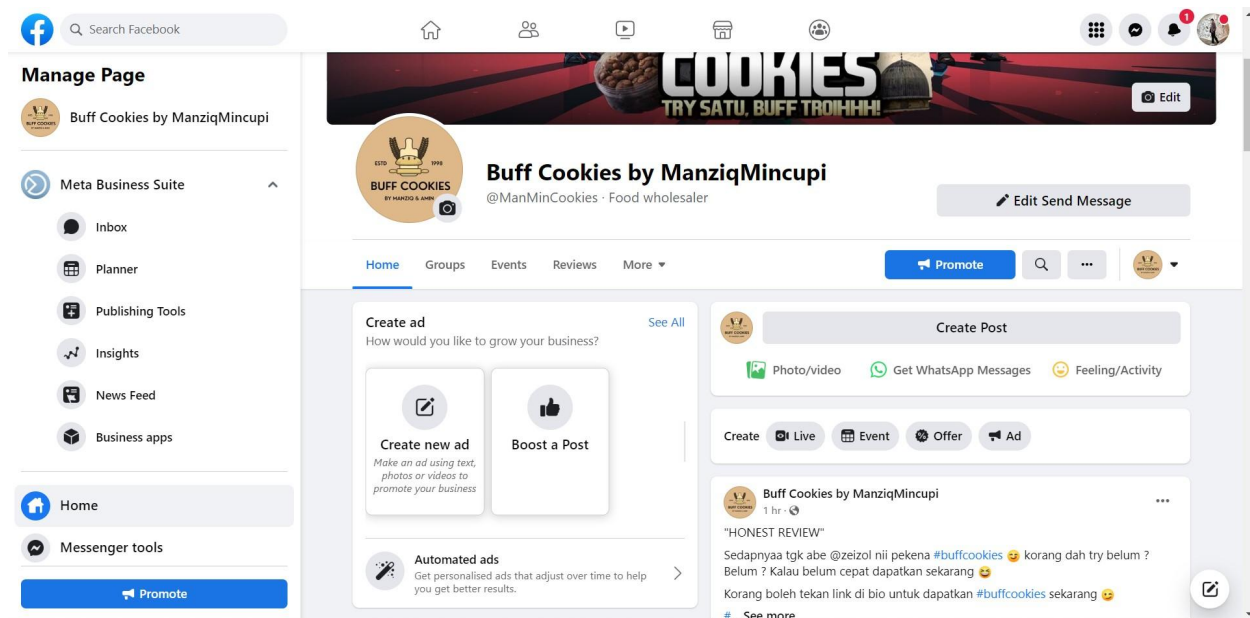 Search Facebook
1
Manage Page
Buff Cookies by ManziqMincupi
Meta Business Suite
Inbox
Planner
Publishing Tools
Insights
News Feed
Business apps
Home
Messenger tools
Promote
COOKIES
TRY SATU, BUFF TROIHHH!
Edit
ESTD 1998
BUFF COOKIES
BY MANZIQ & AMIN
Buff Cookies by ManziqMincupi
@ManMinCookies · Food wholesaler
Edit Send Message
Home Groups Events Reviews More
Promote
Create ad See All
How would you like to grow your business?
Create new ad
Make an ad using text,
photos or videos to
promote your business
Boost a Post
Automated ads
Get personalised ads that adjust over time to help
you get better results.
Create Post
Photo/video Get WhatsApp Messages Feeling/Activity
Create Live Event Offer Ad
Buff Cookies by ManziqMincupi
1 hr ·
"HONEST REVIEW"
Sedapnyaa tgk abe @zeizol nii pekena #buffcookies 😋 korang dah try belum ?
Belum ? Kalau belum cepat dapatkan sekarang 😆
Korang boleh tekan link di bio untuk dapatkan #buffcookies sekarang 😋
#... See more